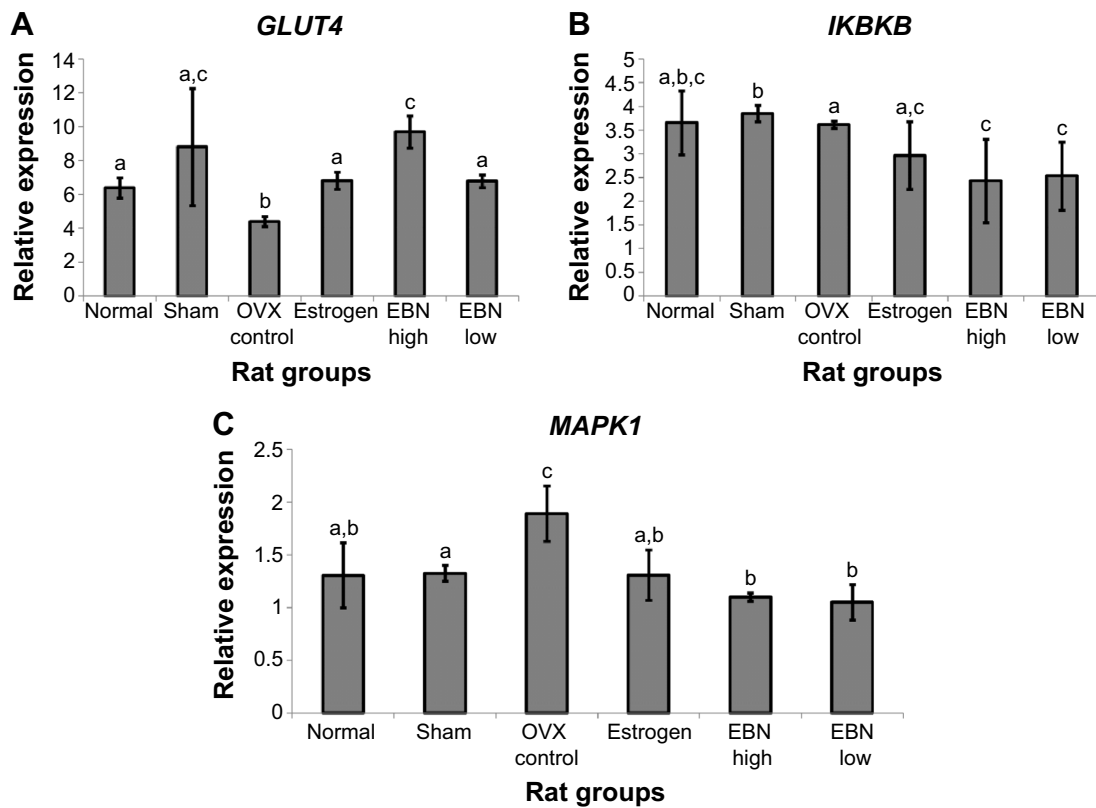 A
GLUT4
Relative expression
14
12
10
8
6
4
2
0
a
a,c
b
a
c
a
Normal
Sham
OVX
control
Estrogen
EBN
high
EBN
low
Rat groups
B
IKBKB
Relative expression
5
4.5
4
3.5
3
2.5
2
1.5
1
0.5
0
a,b,c
b
a
a,c
c
c
Normal
Sham
OVX
control
Estrogen
EBN
high
EBN
low
Rat groups
C
MAPK1
Relative expression
2.5
2
1.5
1
0.5
0
a,b
a
c
a,b
b
b
Normal
Sham
OVX
control
Estrogen
EBN
high
EBN
low
Rat groups